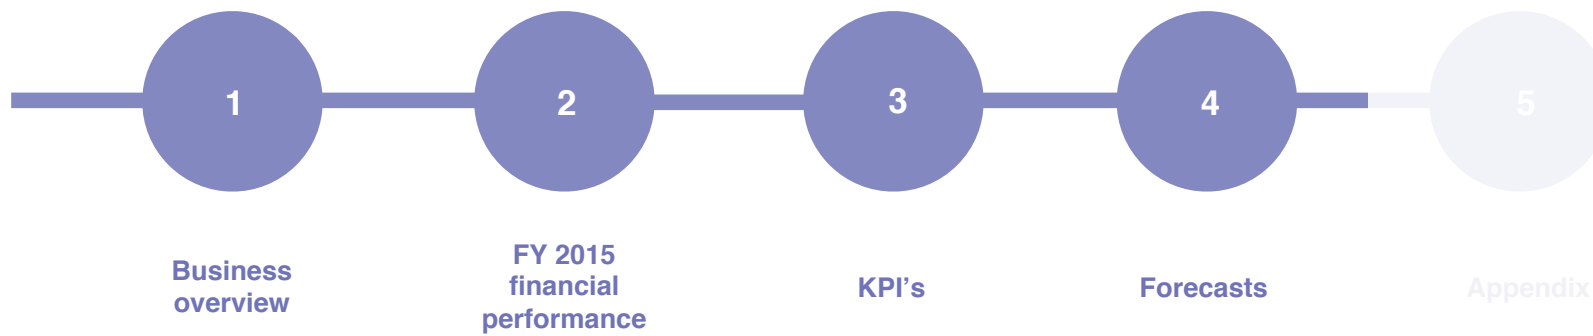 1
2
3
4
5
Business
overview
FY 2015
financial
performance
KPI's
Forecasts
Appendix